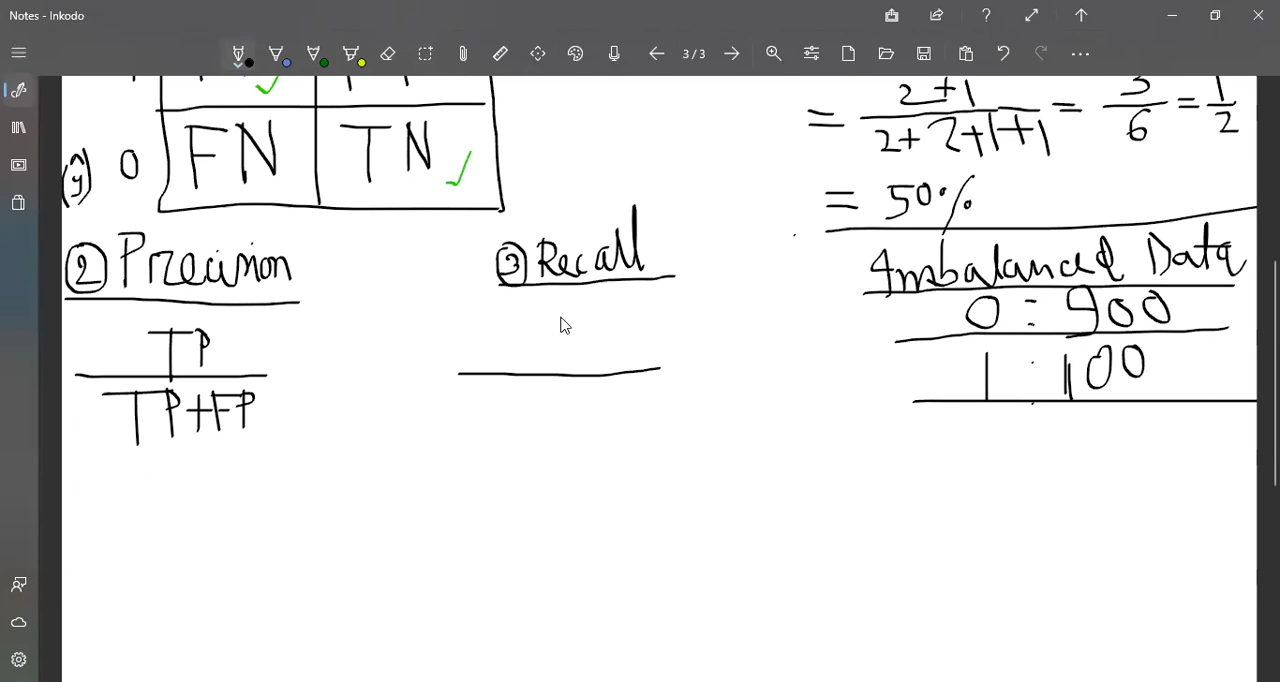 Notes - Inkodo
3/3
FN TN
(ŷ) 0
= 2+1 / 2+2+1+1 = 3/6 = 1/2
= 50%
② Precision
③ Recall
Imbalanced Data
0 : 900
1 : 100
TP
TP+FP